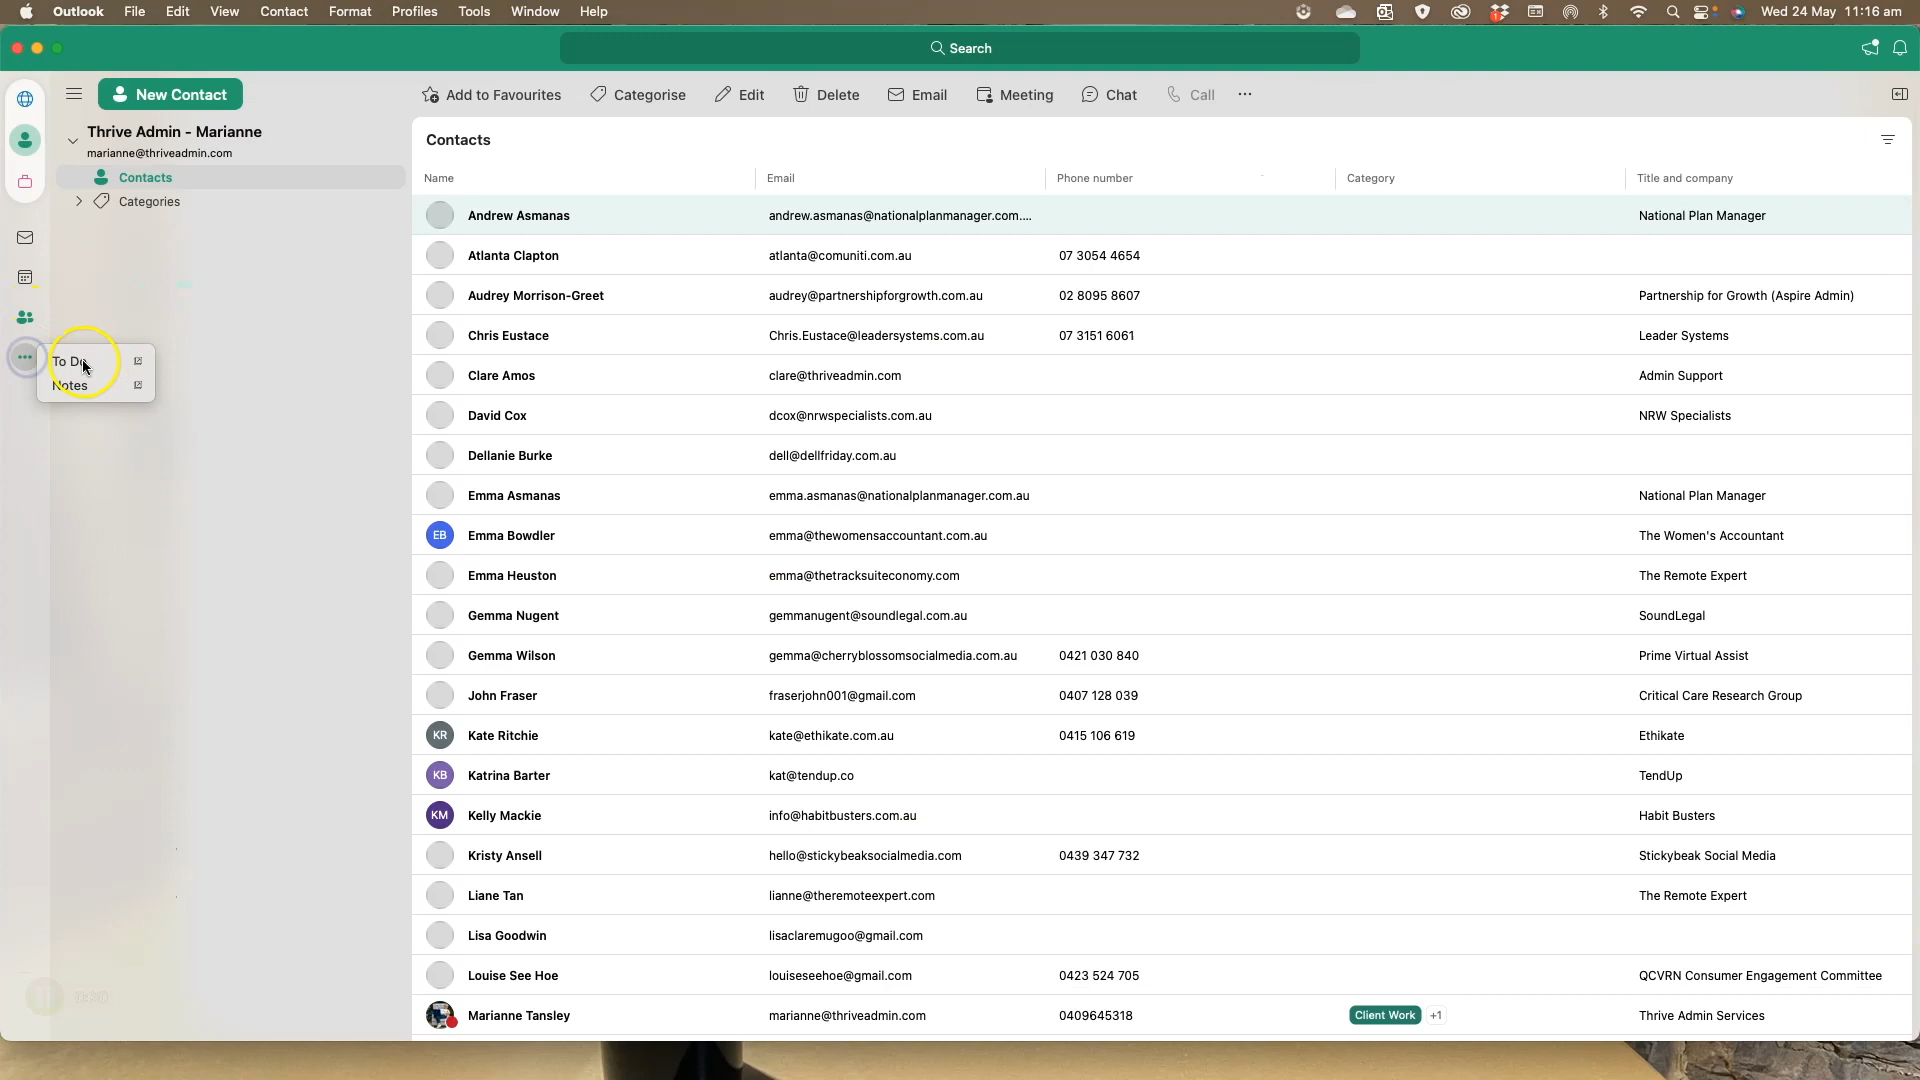 Outlook File Edit View Contact Format Profiles Tools Window Help Wed 24 May 11:16 am
Search
New Contact
Add to Favourites Categorise Edit Delete Email Meeting Chat Call
Thrive Admin - Marianne
marianne@thriveadmin.com
Contacts
Categories
To Do
Notes
Contacts
Name Email Phone number Category Title and company
Andrew Asmanas andrew.asmanas@nationalplanmanager.com.... National Plan Manager
Atlanta Clapton atlanta@comuniti.com.au 07 3054 4654
Audrey Morrison-Greet audrey@partnershipforgrowth.com.au 02 8095 8607 Partnership for Growth (Aspire Admin)
Chris Eustace Chris.Eustace@leadersystems.com.au 07 3151 6061 Leader Systems
Clare Amos clare@thriveadmin.com Admin Support
David Cox dcox@nrwspecialists.com.au NRW Specialists
Dellanie Burke dell@dellfriday.com.au
Emma Asmanas emma.asmanas@nationalplanmanager.com.au National Plan Manager
EB Emma Bowdler emma@thewomensaccountant.com.au The Women's Accountant
Emma Heuston emma@thetracksuiteconomy.com The Remote Expert
Gemma Nugent gemmanugent@soundlegal.com.au SoundLegal
Gemma Wilson gemma@cherryblossomsocialmedia.com.au 0421 030 840 Prime Virtual Assist
John Fraser fraserjohn001@gmail.com 0407 128 039 Critical Care Research Group
KR Kate Ritchie kate@ethikate.com.au 0415 106 619 Ethikate
KB Katrina Barter kat@tendup.co TendUp
KM Kelly Mackie info@habitbusters.com.au Habit Busters
Kristy Ansell hello@stickybeaksocialmedia.com 0439 347 732 Stickybeak Social Media
Liane Tan lianne@theremoteexpert.com The Remote Expert
Lisa Goodwin lisaclaremugoo@gmail.com
Louise See Hoe louiseseehoe@gmail.com 0423 524 705 QCVRN Consumer Engagement Committee
Marianne Tansley marianne@thriveadmin.com 0409645318 Client Work +1 Thrive Admin Services